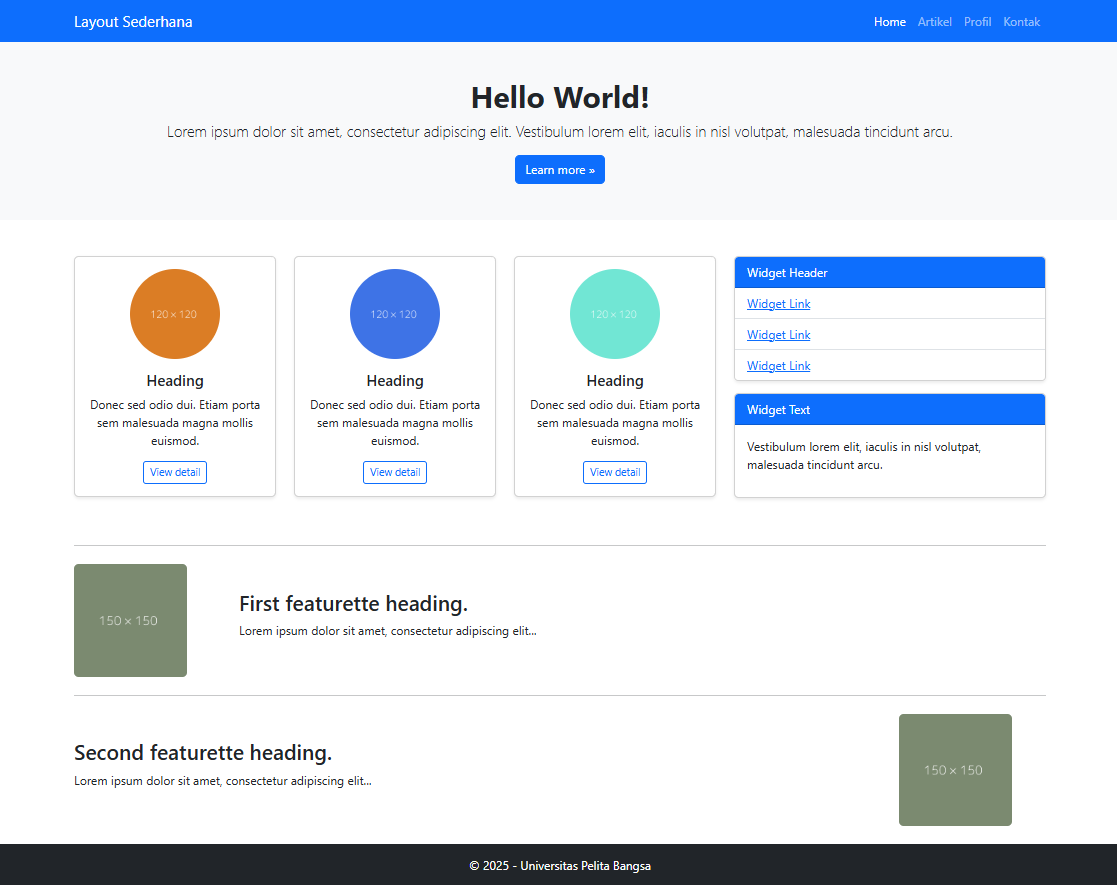 Layout Sederhana
Home Artikel Profil Kontak
Hello World!
Lorem ipsum dolor sit amet, consectetur adipiscing elit. Vestibulum lorem elit, iaculis in nisl volutpat, malesuada tincidunt arcu.
Learn more »
120 × 120
Heading
Donec sed odio dui. Etiam porta
sem malesuada magna mollis
euismod.
View detail
120 × 120
Heading
Donec sed odio dui. Etiam porta
sem malesuada magna mollis
euismod.
View detail
120 × 120
Heading
Donec sed odio dui. Etiam porta
sem malesuada magna mollis
euismod.
View detail
Widget Header
Widget Link
Widget Link
Widget Link
Widget Text
Vestibulum lorem elit, iaculis in nisl volutpat,
malesuada tincidunt arcu.
150 × 150
First featurette heading.
Lorem ipsum dolor sit amet, consectetur adipiscing elit...
Second featurette heading.
Lorem ipsum dolor sit amet, consectetur adipiscing elit...
150 × 150
© 2025 - Universitas Pelita Bangsa